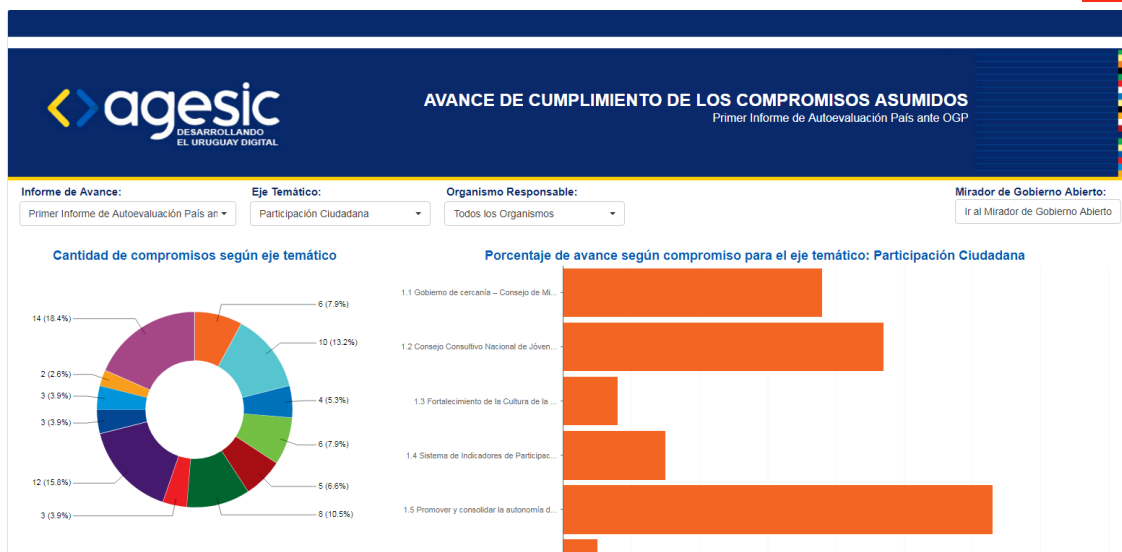 agesic
DESARROLLANDO
EL URUGUAY DIGITAL
AVANCE DE CUMPLIMIENTO DE LOS COMPROMISOS ASUMIDOS
Primer Informe de Autoevaluación País ante OGP
Informe de Avance:
Primer Informe de Autoevaluación País an
Eje Temático:
Participación Ciudadana
Organismo Responsable:
Todos los Organismos
Mirador de Gobierno Abierto:
Ir al Mirador de Gobierno Abierto
Cantidad de compromisos según eje temático
6 (7.9%)
10 (13.2%)
4 (5.3%)
6 (7.9%)
5 (6.6%)
8 (10.5%)
3 (3.9%)
12 (15.8%)
3 (3.9%)
3 (3.9%)
2 (2.6%)
14 (18.4%)
Porcentaje de avance según compromiso para el eje temático: Participación Ciudadana
1.1 Gobierno de cercanía – Consejo de Mi...
1.2 Consejo Consultivo Nacional de Jóven...
1.3 Fortalecimiento de la Cultura de la ...
1.4 Sistema de Indicadores de Participac...
1.5 Promover y consolidar la autonomía d...